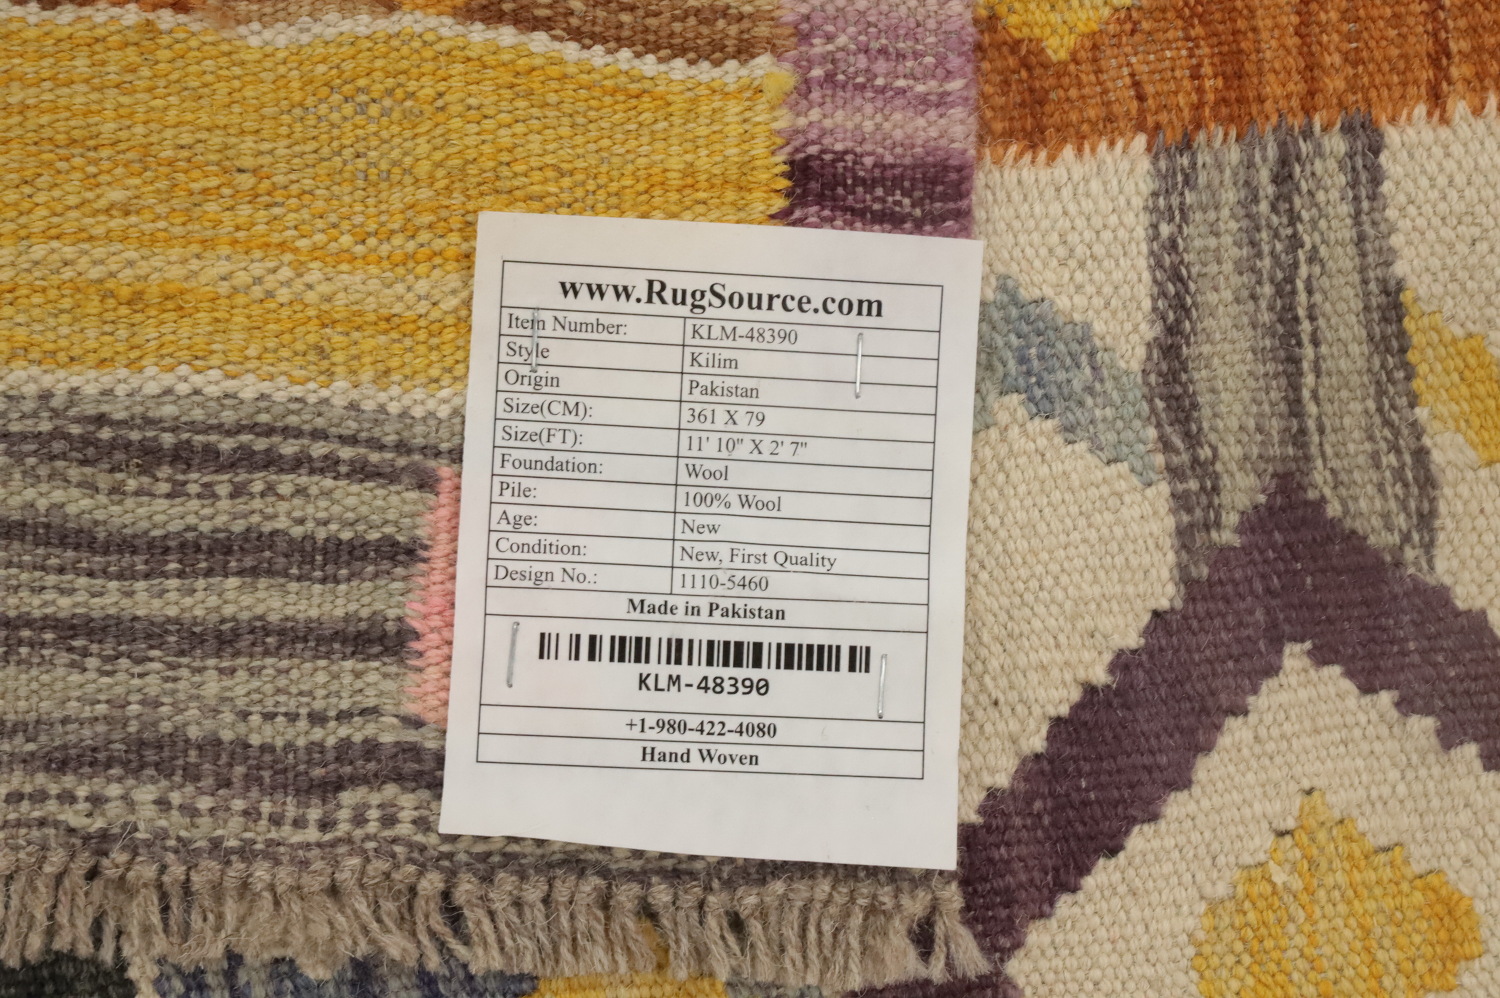 www.RugSource.com
Item Number: KLM-48390
Style Kilim
Origin Pakistan
Size(CM): 361 X 79
Size(FT): 11' 10" X 2' 7"
Foundation: Wool
Pile: 100% Wool
Age: New
Condition: New, First Quality
Design No.: 1110-5460
Made in Pakistan
KLM-48390
+1-980-422-4080
Hand Woven